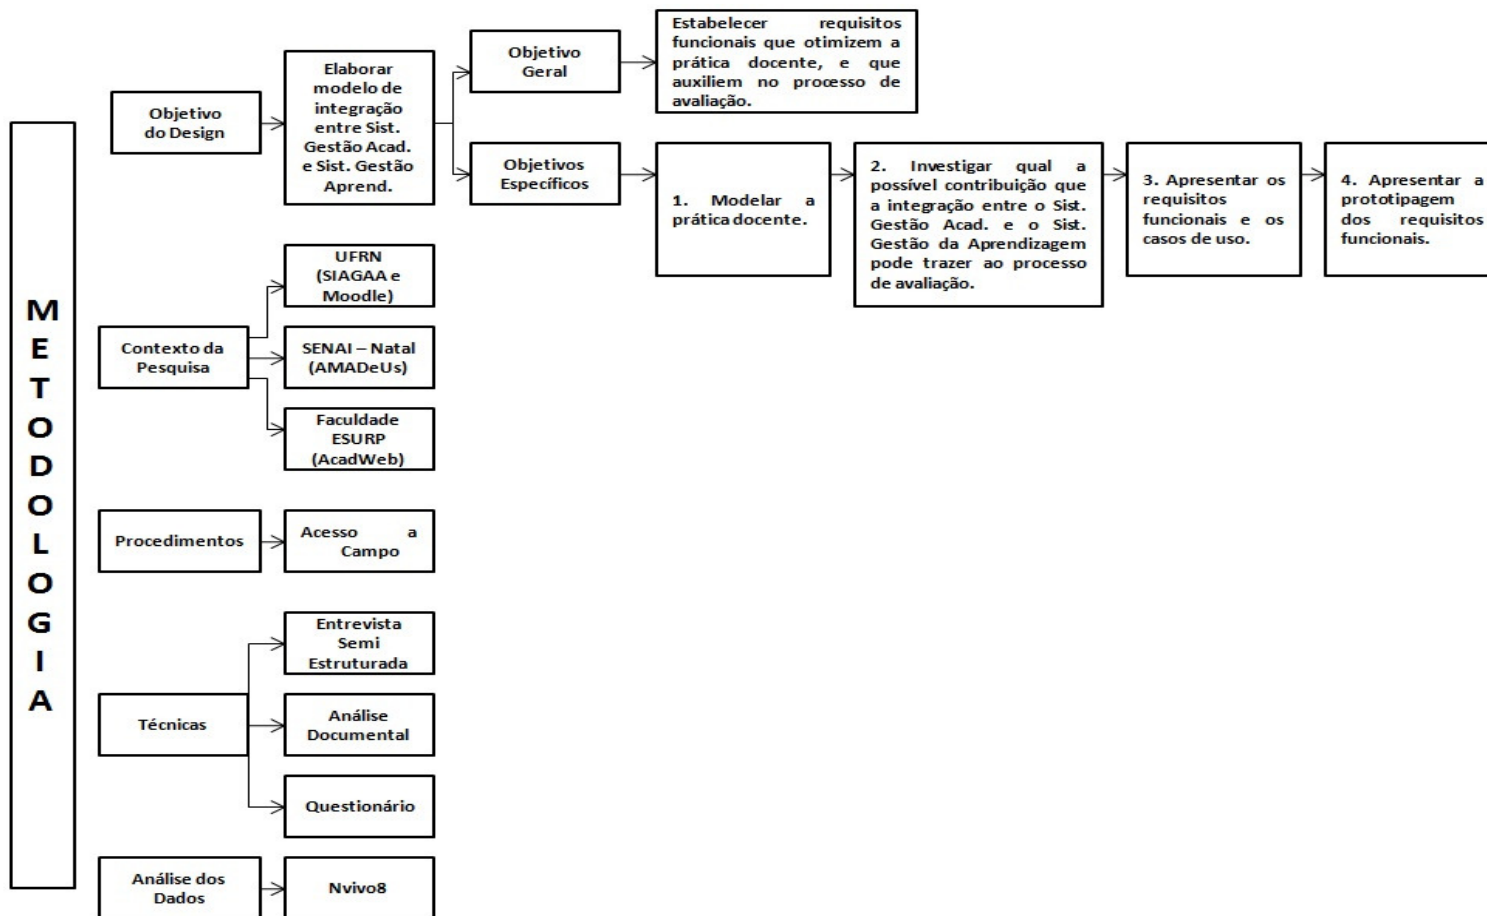 METODOLOGIA
Objetivo
do Design
Elaborar
modelo de
integração
entre Sist.
Gestão Acad.
e Sist. Gestão
Aprend.
Objetivo
Geral
Estabelecer requisitos
funcionais que otimizem a
prática docente, e que
auxiliem no processo de
avaliação.
Objetivos
Específicos
1. Modelar a
prática docente.
2. Investigar qual a
possível contribuição que
a integração entre o Sist.
Gestão Acad. e o Sist.
Gestão da Aprendizagem
pode trazer ao processo
de avaliação.
3. Apresentar os
requisitos
funcionais e os
casos de uso.
4. Apresentar a
prototipagem
dos requisitos
funcionais.
Contexto da
Pesquisa
UFRN
(SIAGAA e
Moodle)
SENAI – Natal
(AMADeUs)
Faculdade
ESURP
(AcadWeb)
Procedimentos
Acesso a
Campo
Técnicas
Entrevista
Semi
Estruturada
Análise
Documental
Questionário
Análise dos
Dados
Nvivo8